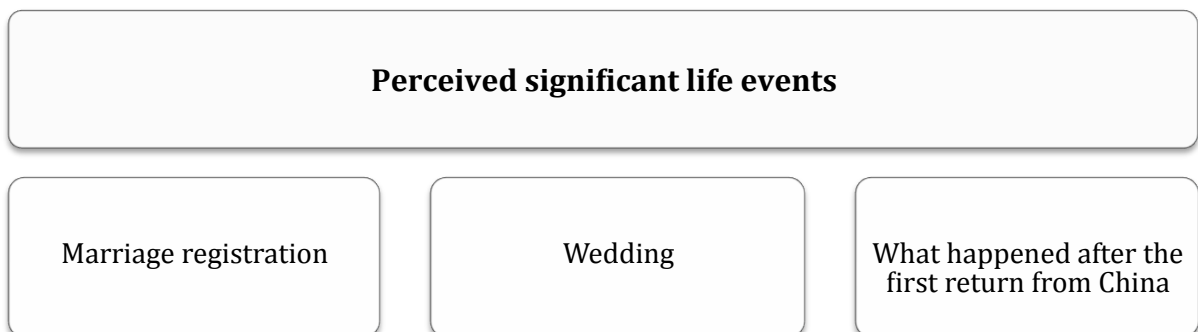 Perceived significant life events
Marriage registration
Wedding
What happened after the
first return from China